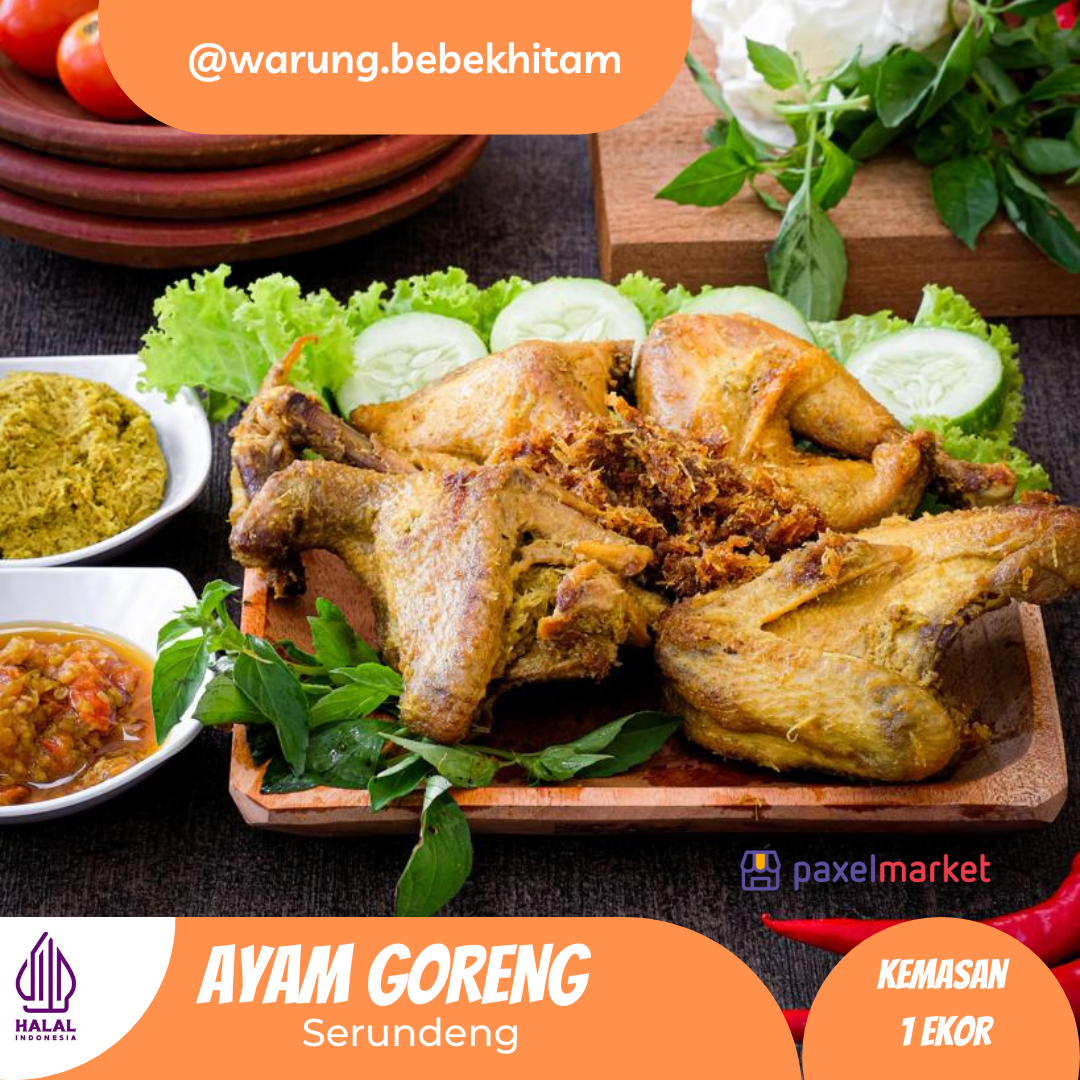 @warung.bebekhitam
paxelmarket
HALAL
INDONESIA
AYAM GORENG
Serundeng
KEMASAN
1 EKOR